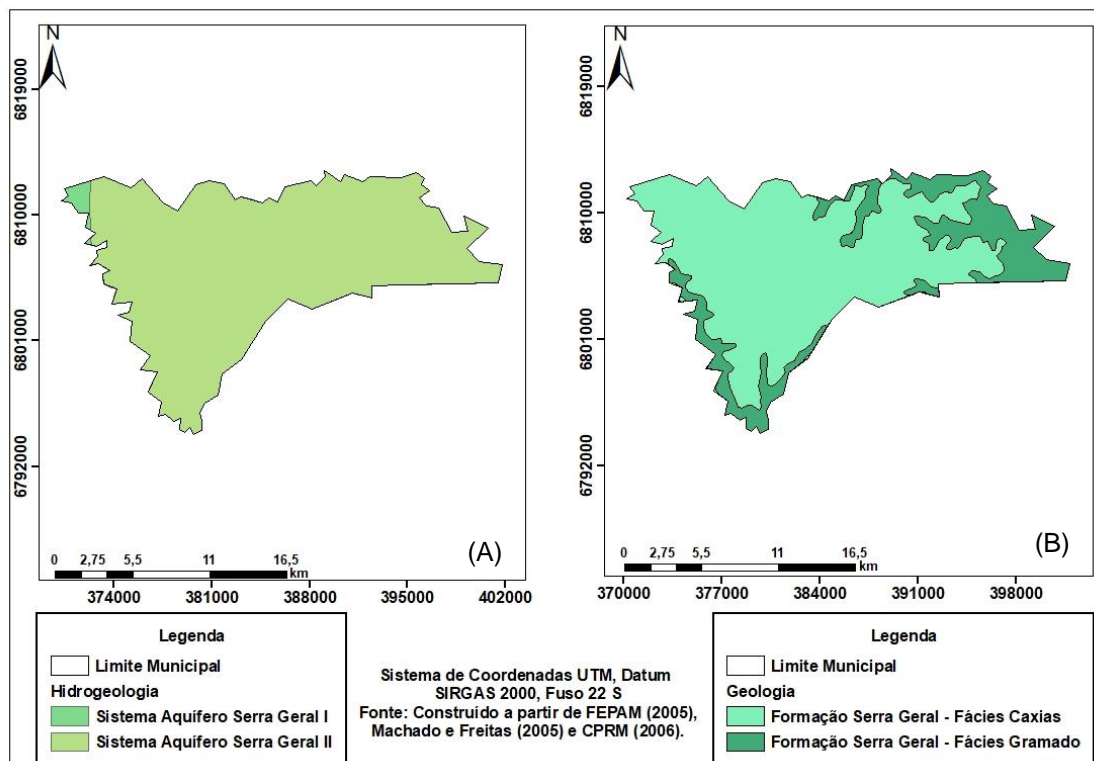 N
6819000
6810000
6801000
6792000
0 2,75 5,5 11 16,5
km
(A)
374000 381000 388000 395000 402000
N
6819000
6810000
6801000
6792000
0 2,75 5,5 11 16,5
km
(B)
370000 377000 384000 391000 398000
Legenda
Limite Municipal
Hidrogeologia
Sistema Aquífero Serra Geral I
Sistema Aquífero Serra Geral II
Sistema de Coordenadas UTM, Datum
SIRGAS 2000, Fuso 22 S
Fonte: Construído a partir de FEPAM (2005),
Machado e Freitas (2005) e CPRM (2006).
Legenda
Limite Municipal
Geologia
Formação Serra Geral - Fácies Caxias
Formação Serra Geral - Fácies Gramado